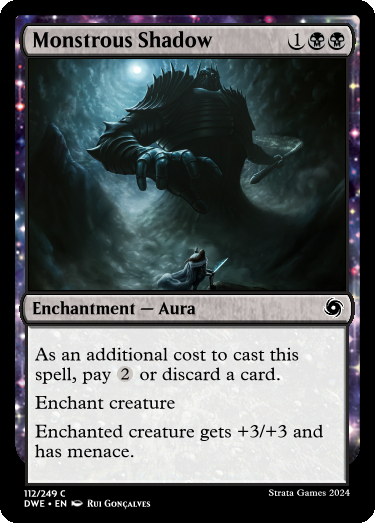 Monstrous Shadow 1
Enchantment — Aura
As an additional cost to cast this
spell, pay 2 or discard a card.
Enchant creature
Enchanted creature gets +3/+3 and
has menace.
112/249 C
DWE • EN Rui Gonçalves
Strata Games 2024